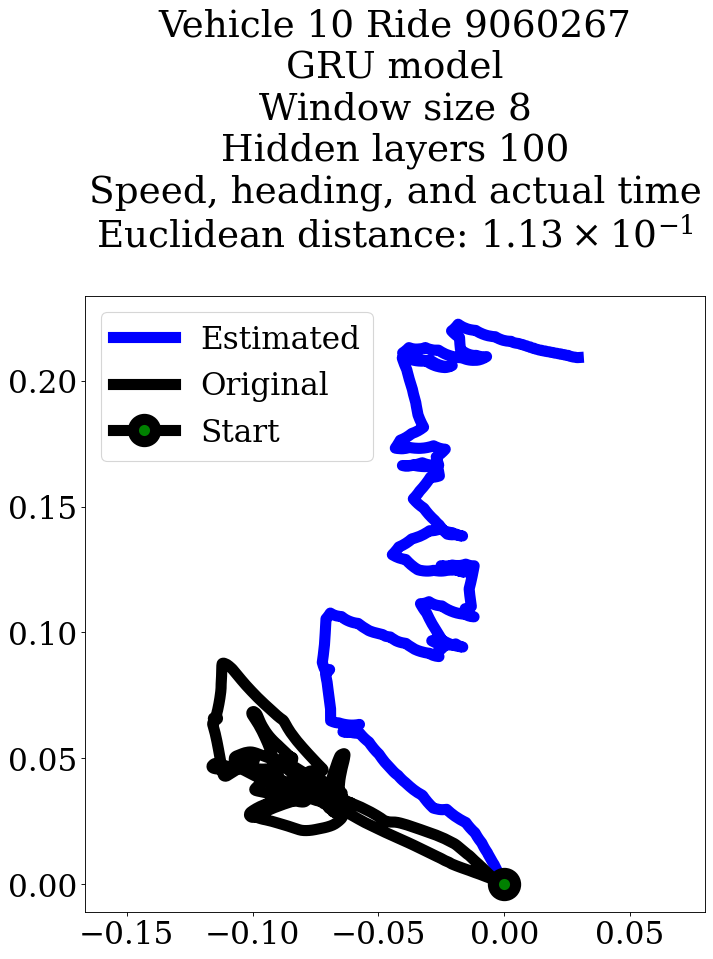 Vehicle 10 Ride 9060267
GRU model
Window size 8
Hidden layers 100
Speed, heading, and actual time
Euclidean distance: 1.13 × 10⁻¹
Estimated
Original
Start
0.20
0.15
0.10
0.05
0.00
−0.15 −0.10 −0.05 0.00 0.05